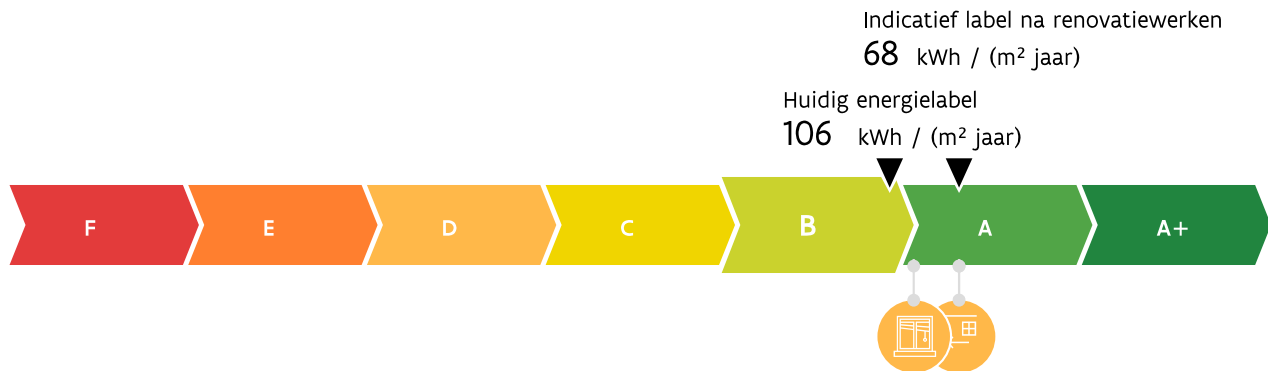 Indicatief label na renovatiewerken
68 kWh / (m² jaar)
Huidig energielabel
106 kWh / (m² jaar)
F E D C B A A+